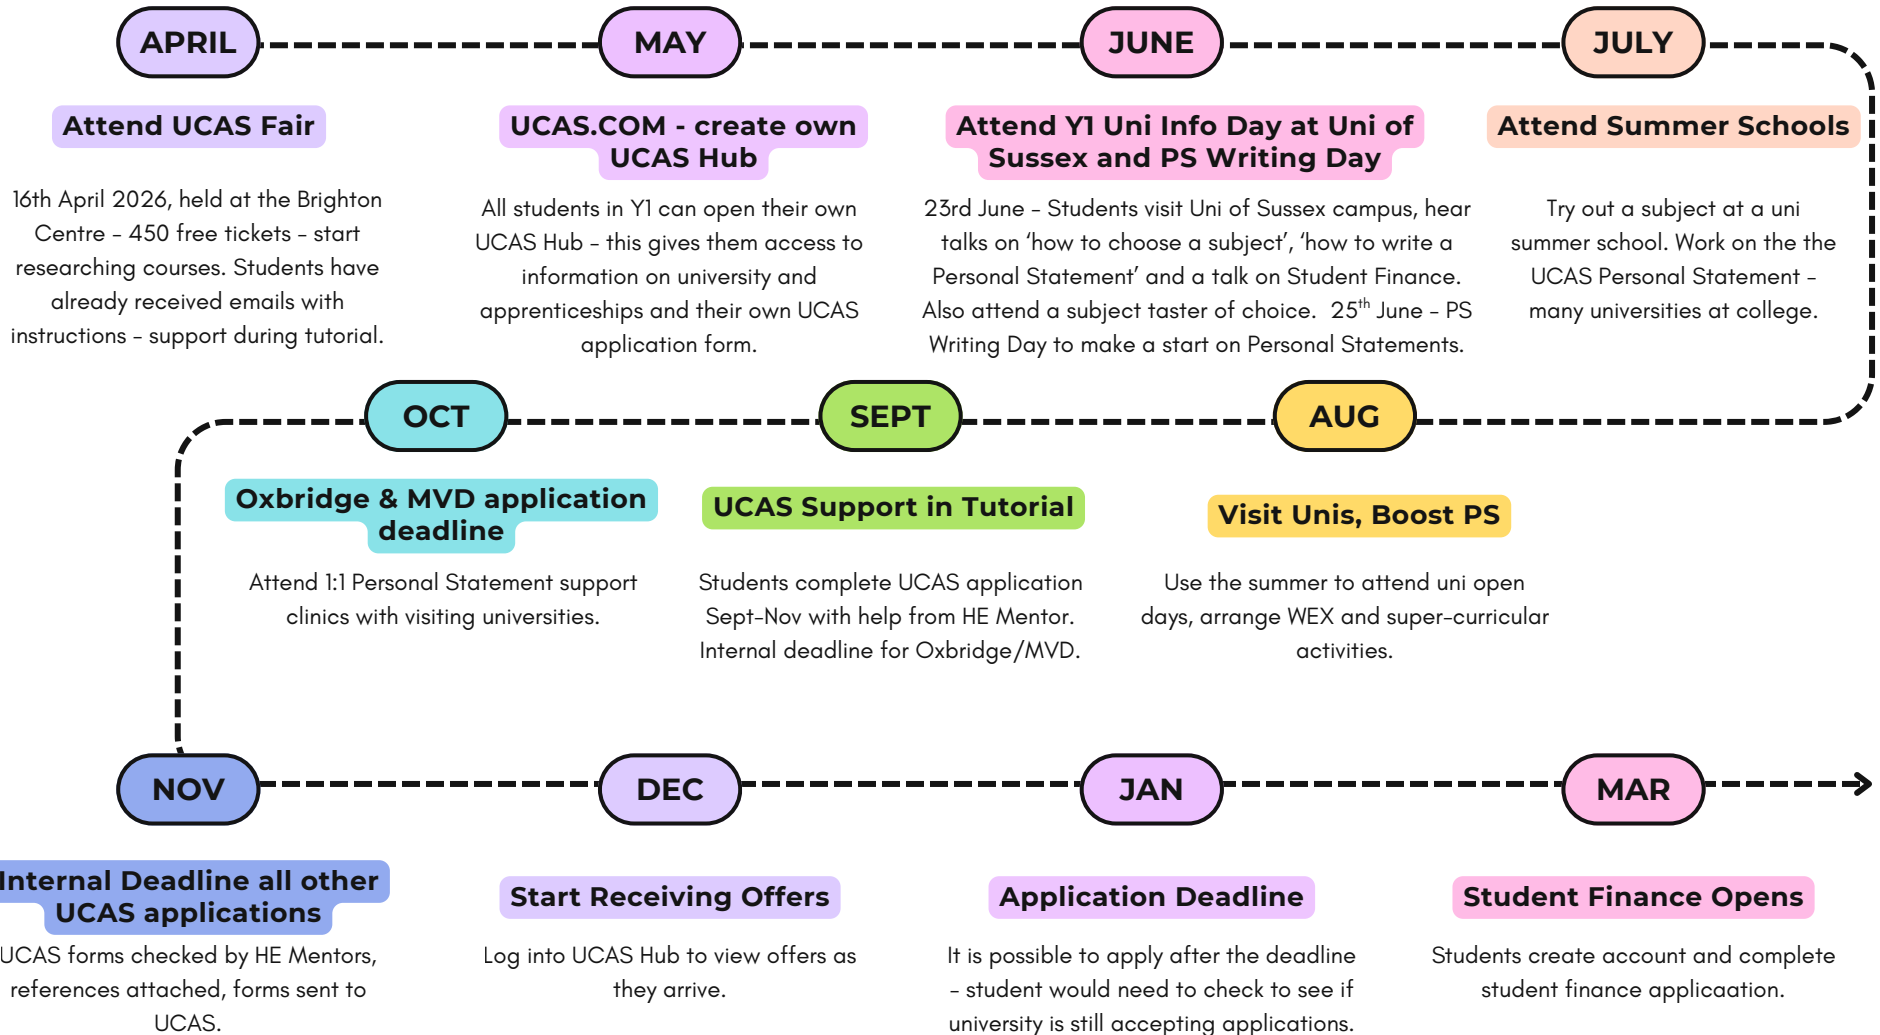 APRIL
MAY
JUNE
JULY
Attend UCAS Fair
16th April 2026, held at the Brighton
Centre - 450 free tickets - start
researching courses. Students have
already received emails with
instructions - support during tutorial.
UCAS.COM - create own
UCAS Hub
All students in Y1 can open their own
UCAS Hub - this gives them access to
information on university and
apprenticeships and their own UCAS
application form.
Attend Y1 Uni Info Day at Uni of
Sussex and PS Writing Day
23rd June - Students visit Uni of Sussex campus, hear
talks on ‘how to choose a subject’, ‘how to write a
Personal Statement’ and a talk on Student Finance.
Also attend a subject taster of choice. 25th June - PS
Writing Day to make a start on Personal Statements.
Attend Summer Schools
Try out a subject at a uni
summer school. Work on the the
UCAS Personal Statement -
many universities at college.
AUG
Visit Unis, Boost PS
Use the summer to attend uni open
days, arrange WEX and super-curricular
activities.
SEPT
UCAS Support in Tutorial
Students complete UCAS application
Sept-Nov with help from HE Mentor.
Internal deadline for Oxbridge/MVD.
OCT
Oxbridge & MVD application
deadline
Attend 1:1 Personal Statement support
clinics with visiting universities.
NOV
DEC
JAN
MAR
Internal Deadline all other
UCAS applications
UCAS forms checked by HE Mentors,
references attached, forms sent to
UCAS.
Start Receiving Offers
Log into UCAS Hub to view offers as
they arrive.
Application Deadline
It is possible to apply after the deadline
- student would need to check to see if
university is still accepting applications.
Student Finance Opens
Students create account and complete
student finance applicaation.